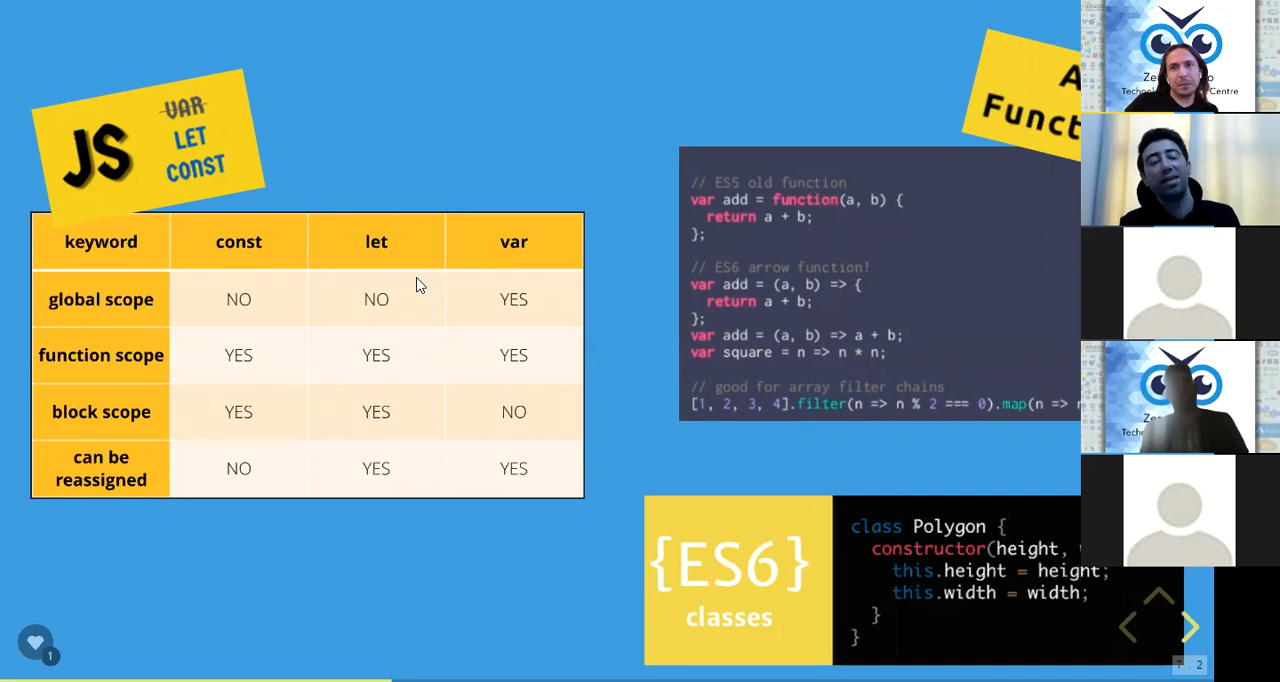 JS
VAR
LET
CONST
keyword const let var
global scope NO NO YES
function scope YES YES YES
block scope YES YES NO
can be
reassigned NO YES YES
A
Funct
// ES5 old function
var add = function(a, b) {
return a + b;
};
// ES6 arrow function!
var add = (a, b) => {
return a + b;
};
var add = (a, b) => a + b;
var square = n => n * n;
// good for array filter chains
[1, 2, 3, 4].filter(n => n % 2 === 0).map(n =>
{ES6}
classes
class Polygon {
constructor(height,
this.height = height;
this.width = width;
}
}
1
7.2
Centre